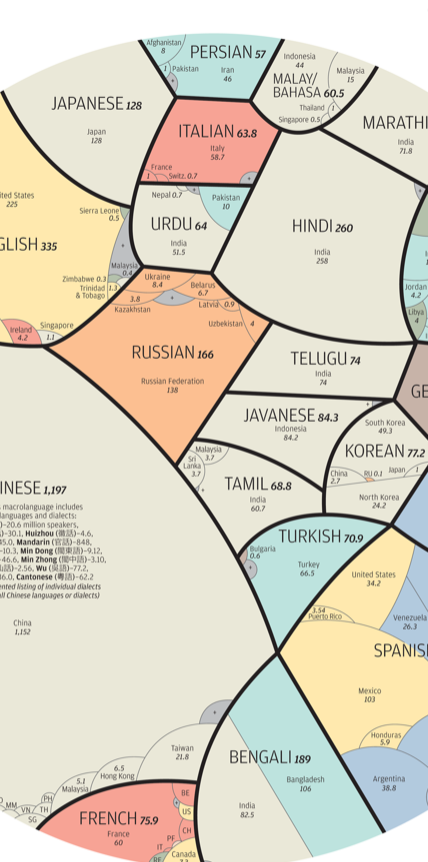 Afghanistan
8
PERSIAN 57
Pakistan
1
Iran
46
Indonesia
44
Malaysia
15
MALAY/
BAHASA 60.5
Thailand 1
Singapore 0.5
JAPANESE 128
Japan
128
ITALIAN 63.8
Italy
58.7
France
1
Switz. 0.7
MARATHI
India
71.8
ted States
225
GLISH 335
Sierra Leone
0.5
Malaysia
0.4
Zimbabwe 0.3
Trinidad 1.3
& Tobago
Ireland
4.2
Singapore
1.1
Nepal 0.7
Pakistan
10
URDU 64
India
51.5
HINDI 260
India
258
Jordan
4.2
Libya
4
Ukraine
8.4
Belarus
6.7
3.8
Kazakhstan
Latvia 0.9
Uzbekistan 4
RUSSIAN 166
Russian Federation
138
TELUGU 74
India
74
GE
JAVANESE 84.3
Indonesia
84.2
South Korea
49.3
KOREAN 77.2
China
2.7
RU 0.1
Japan 1
North Korea
24.2
Malaysia
3.7
Sri
Lanka
3.7
TAMIL 68.8
India
60.7
TURKISH 70.9
Bulgaria
0.6
Turkey
66.5
INESE 1,197
macrolanguage includes
languages and dialects:
)–20.6 million speakers,
)–30.1, Huizhou (徽話)–4.6,
45.0, Mandarin (官話)–848,
–10.3, Min Dong (閩東語)–9.12,
–46.6, Min Zhong (閩中語)–3.10,
)–2.56, Wu (吳語)–77.2,
6.0, Cantonese (粵語)–62.2
ented listing of individual dialects
all Chinese languages or dialects)
China
1,152
United States
34.2
3.54
Puerto Rico
Venezuela
26.3
SPANIS
Mexico
103
Honduras
5.9
Argentina
38.8
Taiwan
21.8
6.5
Hong Kong
5.1
Malaysia
PH
MM
VN
TH
SG
BENGALI 189
Bangladesh
106
India
82.5
FRENCH 75.9
France
60
BE
US
CH
PF
IT
RE
Canada